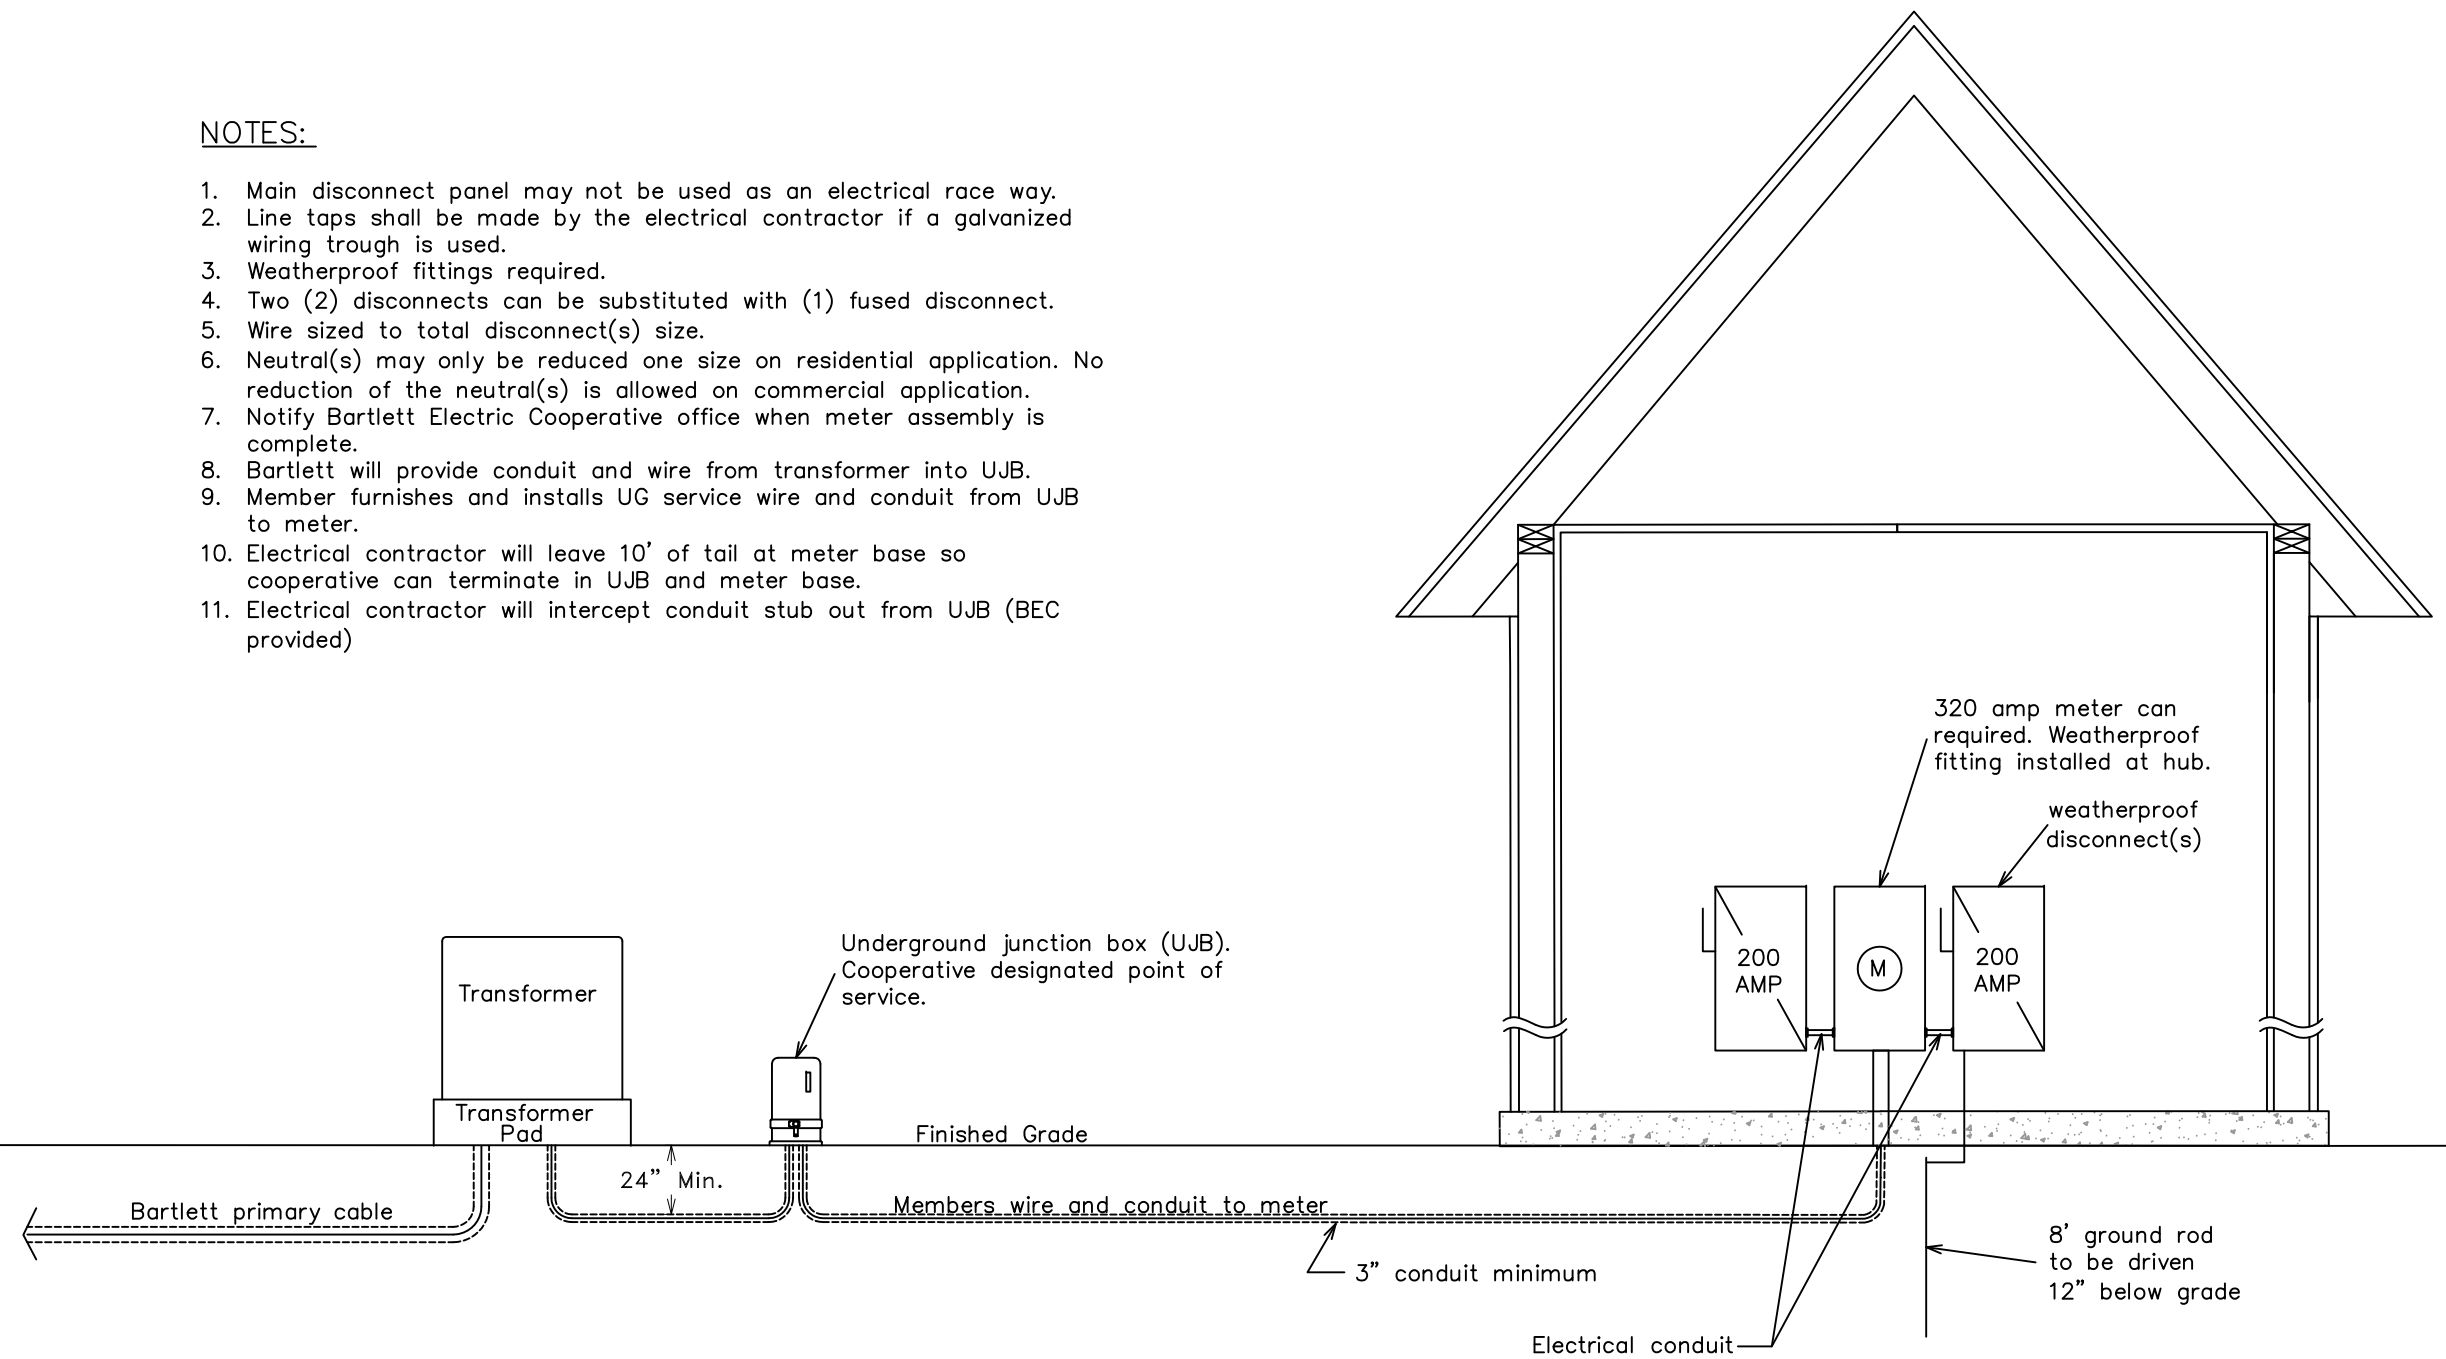 NOTES:
1. Main disconnect panel may not be used as an electrical race way.
2. Line taps shall be made by the electrical contractor if a galvanized
wiring trough is used.
3. Weatherproof fittings required.
4. Two (2) disconnects can be substituted with (1) fused disconnect.
5. Wire sized to total disconnect(s) size.
6. Neutral(s) may only be reduced one size on residential application. No
reduction of the neutral(s) is allowed on commercial application.
7. Notify Bartlett Electric Cooperative office when meter assembly is
complete.
8. Bartlett will provide conduit and wire from transformer into UJB.
9. Member furnishes and installs UG service wire and conduit from UJB
to meter.
10. Electrical contractor will leave 10' of tail at meter base so
cooperative can terminate in UJB and meter base.
11. Electrical contractor will intercept conduit stub out from UJB (BEC
provided)
320 amp meter can
required. Weatherproof
fitting installed at hub.
weatherproof
disconnect(s)
200
AMP
M
200
AMP
Underground junction box (UJB).
Cooperative designated point of
service.
Transformer
Transformer
Pad
Finished Grade
24" Min.
Bartlett primary cable
Members wire and conduit to meter
3" conduit minimum
8' ground rod
to be driven
12" below grade
Electrical conduit